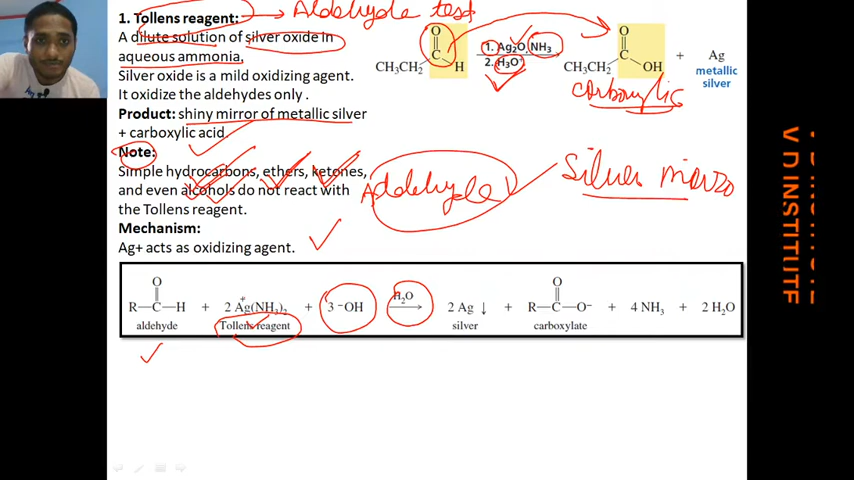 1. Tollens reagent:
Aldehyde test
A dilute solution of silver oxide in
aqueous ammonia,
Silver oxide is a mild oxidizing agent.
It oxidize the aldehydes only .
Product: shiny mirror of metallic silver
+ carboxylic acid
Note:
Simple hydrocarbons, ethers, ketones,
and even alcohols do not react with
the Tollens reagent.
Mechanism:
Ag+ acts as oxidizing agent.
O
C
CH₃CH₂ H
1. Ag₂O, NH₃
2. H₃O⁺
O
C
CH₃CH₂ OH
+ Ag
metallic
silver
carboxylic
Aldehyde
Silver mirro
O O
R—C—H + 2 Ag(NH₃)₂⁺ + 3 ⁻OH H₂O → 2 Ag ↓ + R—C—O⁻ + 4 NH₃ + 2 H₂O
aldehyde Tollens reagent silver carboxylate
V D INSTITUTE